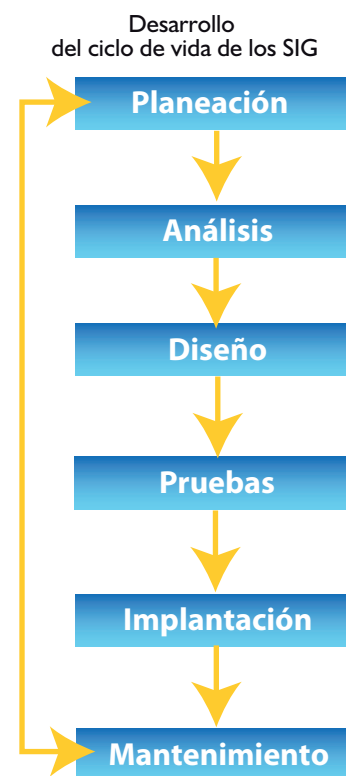 Desarrollo
del ciclo de vida de los SIG
Planeación
Análisis
Diseño
Pruebas
Implantación
Mantenimiento